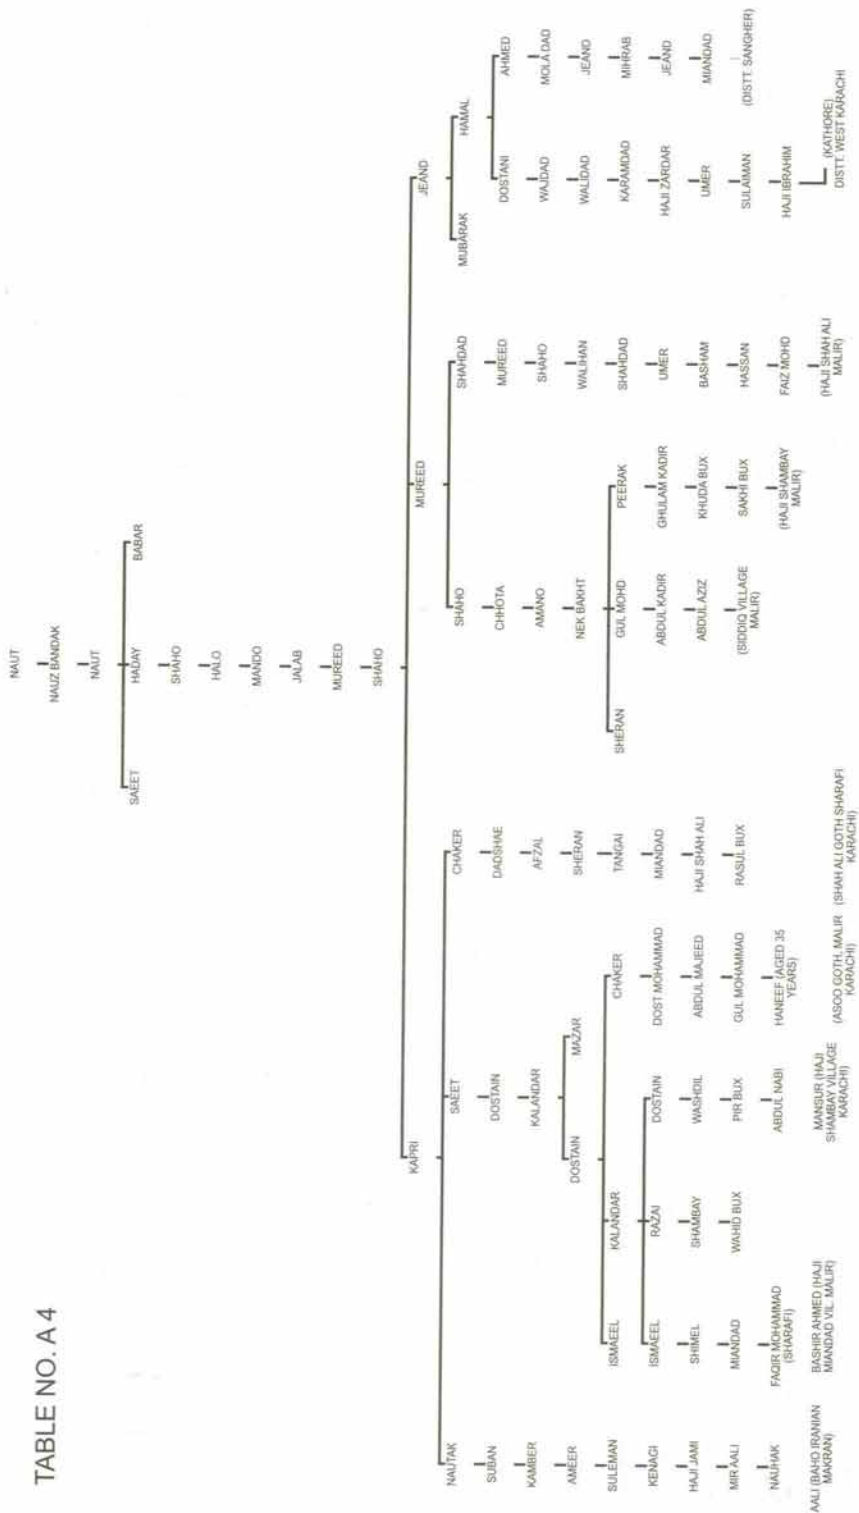 TABLE NO. A 4
NAUT
NAUZ BANDAK
NAUT
SAEET
HADAY
BABAR
SHAHO
HALO
MANDO
JALAB
MUREED
SHAHO
KAPRI
MUREED
JEAND
NAUTAK
SAEET
CHAKER
SHAHO
SHAHDAD
MUBARAK
HAMAL
SUBAN
DOSTAIN
DADSHAE
CHHOTA
MUREED
DOSTANI
AHMED
KAMBER
KALANDAR
AFZAL
AMANO
SHAHO
WAJDAD
MOLA DAD
AMEER
DOSTAIN
MAZAR
SHERAN
NEK BAKHT
WALIHAN
WALIDAD
JEAND
SULEMAN
ISMAEEL
KALANDAR
CHAKER
TANGAI
SHERAN
GUL MOHD
PEERAK
SHAHDAD
KARAMDAD
MIHRAB
KENAGI
ISMAEEL
RAZAI
DOSTAIN
DOST MOHAMMAD
MIANDAD
ABDUL KADIR
GHULAM KADIR
UMER
HAJI ZARDAR
JEAND
HAJI JAMI
SHIMEL
SHAMBAY
WASHDIL
ABDUL MAJEED
HAJI SHAH ALI
ABDUL AZIZ
KHUDA BUX
BASHAM
UMER
MIANDAD
MIR AALI
MIANDAD
WAHID BUX
PIR BUX
GUL MOHAMMAD
RASUL BUX
(SIDDIQ VILLAGE
MALIR)
SAKHI BUX
HASSAN
SULAIMAN
(DISTT. SANGHER)
NAUHAK
FAQIR MOHAMMAD
(SHARAFI)
ABDUL NABI
HANEEF (AGED 35
YEARS)
(HAJI SHAMBAY
MALIR)
FAIZ MOHD
HAJI IBRAHIM
AALI (BAHO IRANIAN
MAKRAN)
BASHIR AHMED (HAJI
MIANDAD VIL. MALIR)
MANSUR (HAJI
SHAMBAY VILLAGE
KARACHI)
(ASOO GOTH, MALIR
KARACHI)
(SHAH ALI GOTH SHARAFI
KARACHI)
(HAJI SHAH ALI
MALIR)
(KATHORE)
DISTT. WEST KARACHI